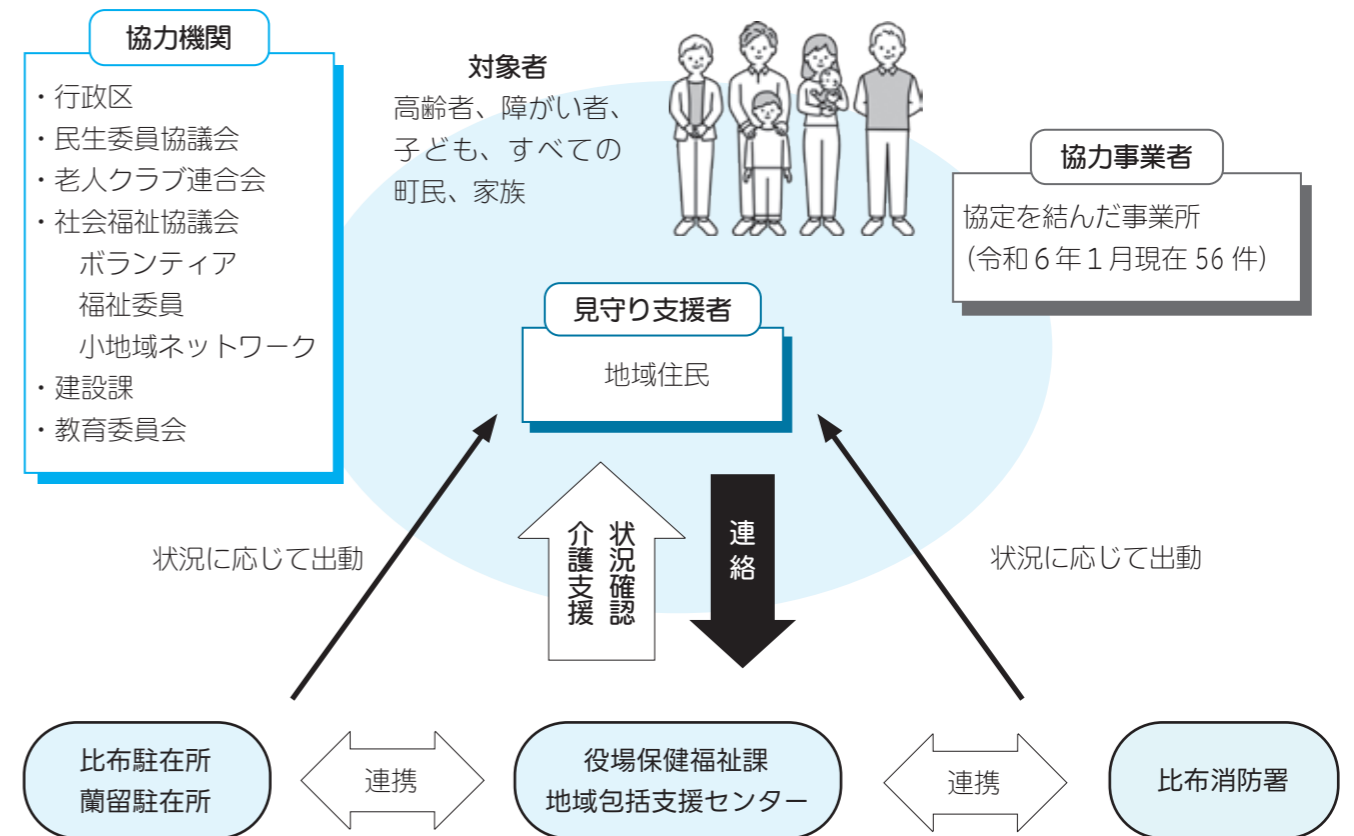 協力機関
・行政区
・民生委員協議会
・老人クラブ連合会
・社会福祉協議会
ボランティア
福祉委員
小地域ネットワーク
・建設課
・教育委員会
対象者
高齢者、障がい者、
子ども、すべての
町民、家族
協力事業者
協定を結んだ事業所
(令和6年1月現在 56 件)
見守り支援者
地域住民
状況確認
介護支援
連絡
状況に応じて出動
状況に応じて出動
比布駐在所
蘭留駐在所
連携
役場保健福祉課
地域包括支援センター
連携
比布消防署